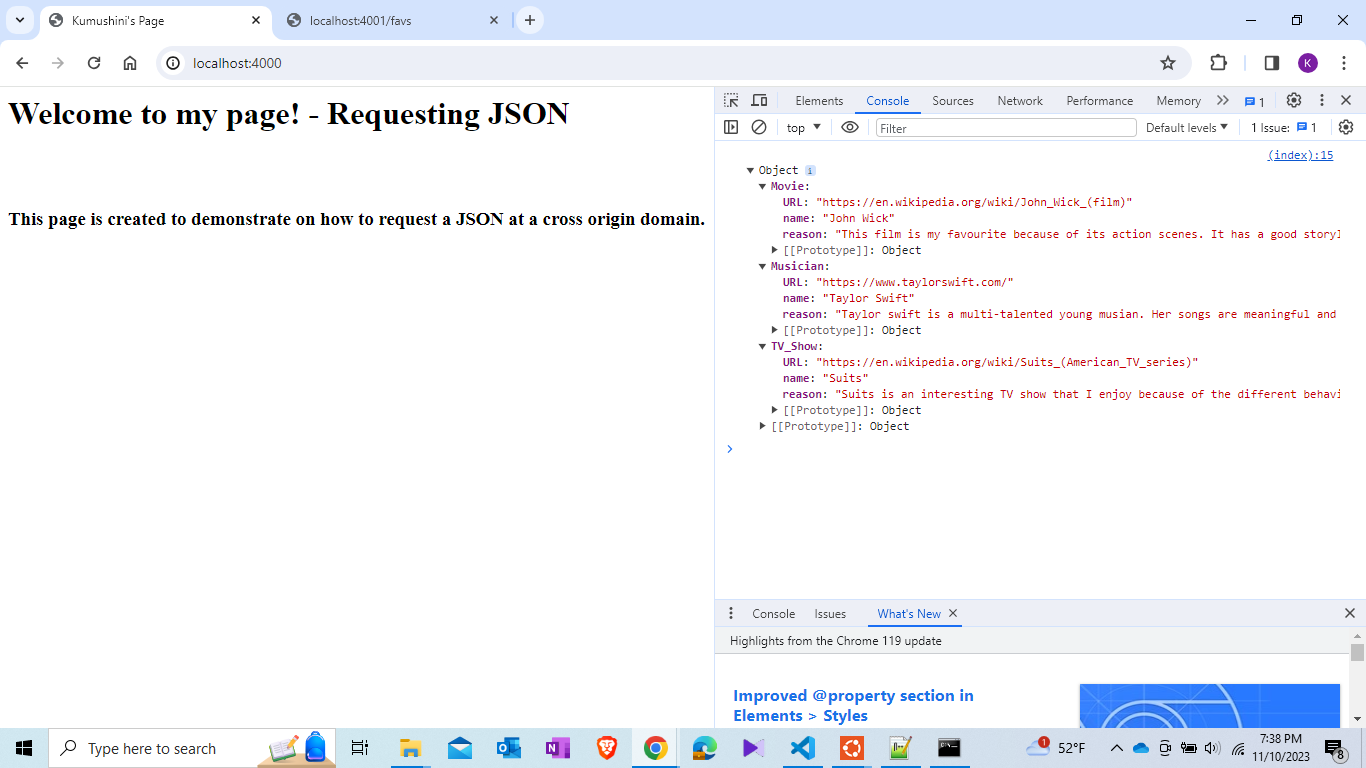 Kumushini's Page
localhost:4001/favs
localhost:4000
K
Welcome to my page! - Requesting JSON
This page is created to demonstrate on how to request a JSON at a cross origin domain.
Elements Console Sources Network Performance Memory 1
top Filter Default levels 1 Issue: 1
(index):15
Object i
Movie:
URL: "https://en.wikipedia.org/wiki/John_Wick_(film)"
name: "John Wick"
reason: "This film is my favourite because of its action scenes. It has a good storyl
[[Prototype]]: Object
Musician:
URL: "https://www.taylorswift.com/"
name: "Taylor Swift"
reason: "Taylor swift is a multi-talented young musian. Her songs are meaningful and
[[Prototype]]: Object
TV_Show:
URL: "https://en.wikipedia.org/wiki/Suits_(American_TV_series)"
name: "Suits"
reason: "Suits is an interesting TV show that I enjoy because of the different behavi
[[Prototype]]: Object
[[Prototype]]: Object
Console Issues What's New
Highlights from the Chrome 119 update
Improved @property section in
Elements > Styles
Type here to search
1 52°F
7:38 PM
11/10/2023
8